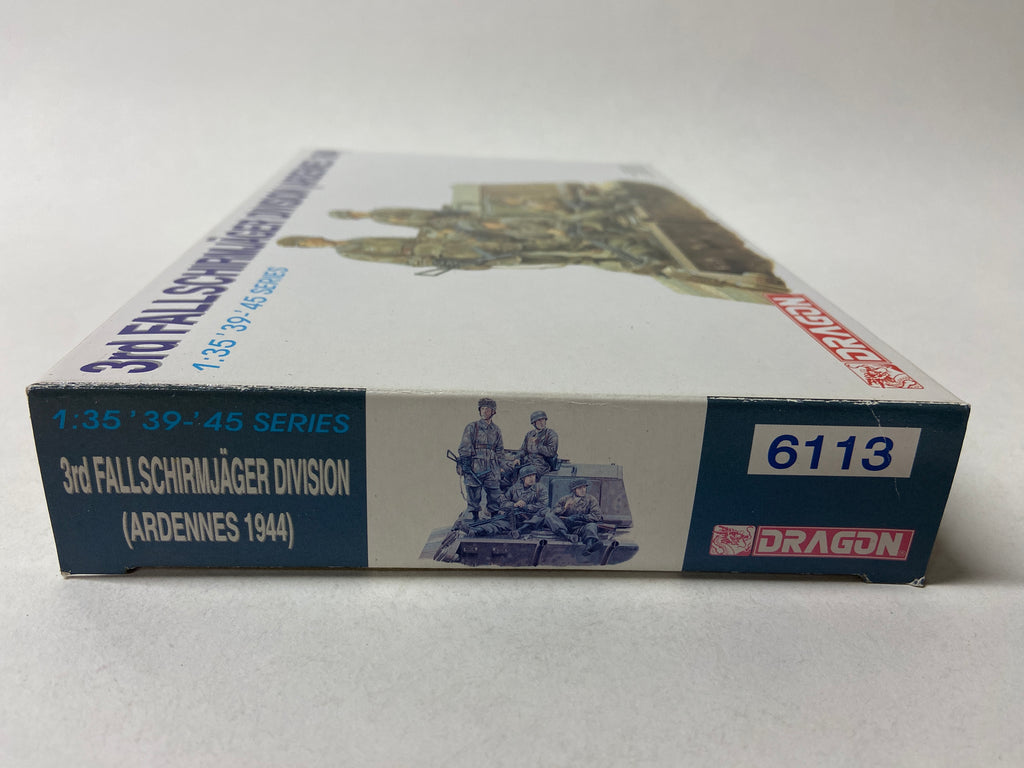 3rd FALLSCHIRMJÄGER DIVISION (ARDENNES
1:35 '39-'45 SERIES
DRAGON
1:35 '39-'45 SERIES
3rd FALLSCHIRMJÄGER DIVISION
(ARDENNES 1944)
6113
DRAGON